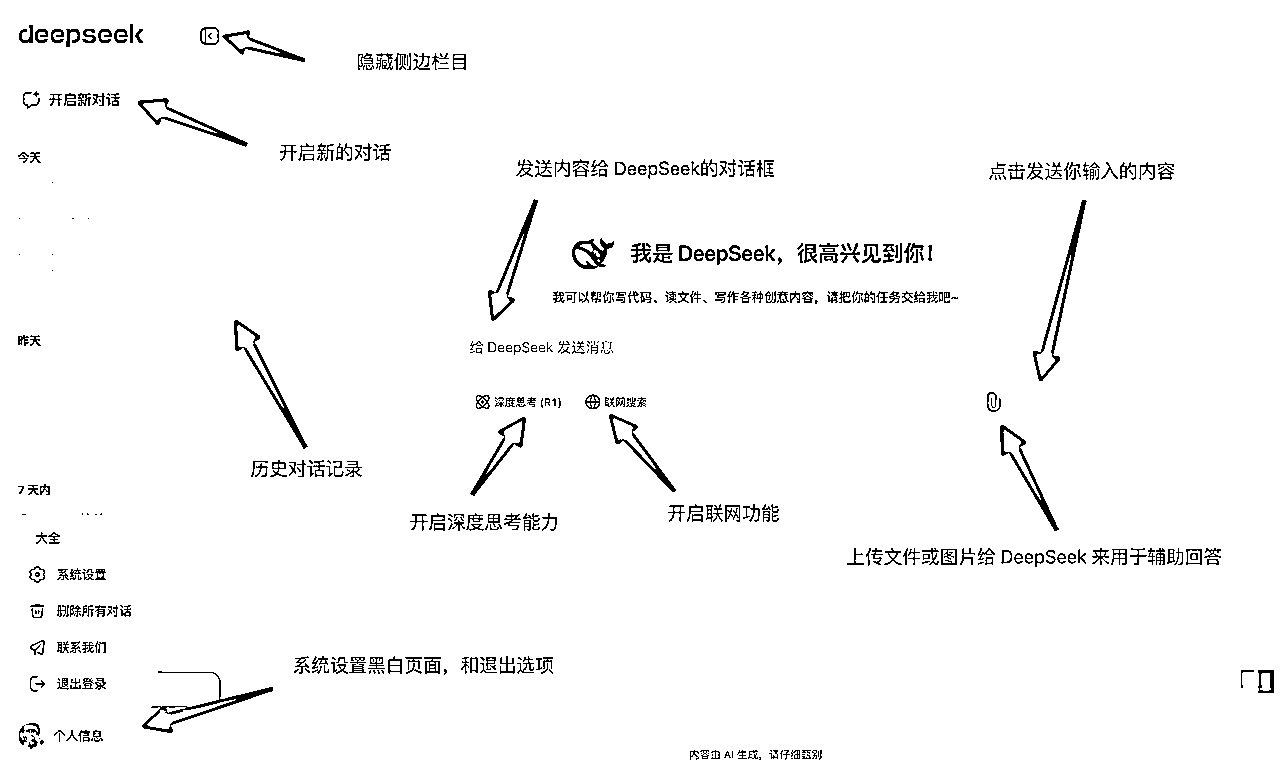 deepseek
隐藏侧边栏目
开启新对话
开启新的对话
今天
发送内容给 DeepSeek的对话框
点击发送你输入的内容
我是 DeepSeek，很高兴见到你！
我可以帮你写代码、读文件、写作各种创意内容，请把你的任务交给我吧~
昨天
给 DeepSeek 发送消息
深度思考 (R1)
联网搜索
历史对话记录
7 天内
开启深度思考能力
开启联网功能
大全
上传文件或图片给 DeepSeek 来用于辅助回答
系统设置
删除所有对话
联系我们
系统设置黑白页面，和退出选项
退出登录
个人信息
内容由 AI 生成，请仔细甄别